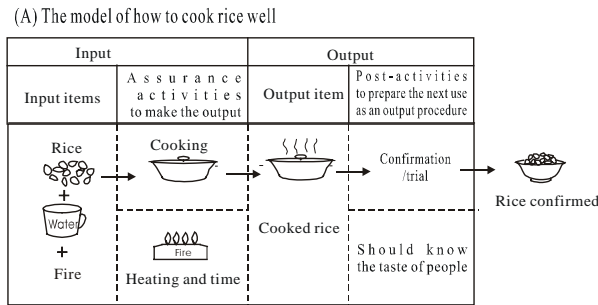 (A) The model of how to cook rice well
Input
Output
Input items
Assurance
activities
to make the output
Output item
Post-activities
to prepare the next use
as an output procedure
Rice
+
Water
+
Fire
Cooking
Fire
Heating and time
Cooked rice
Confirmation
/trial
Should know
the taste of people
Rice confirmed